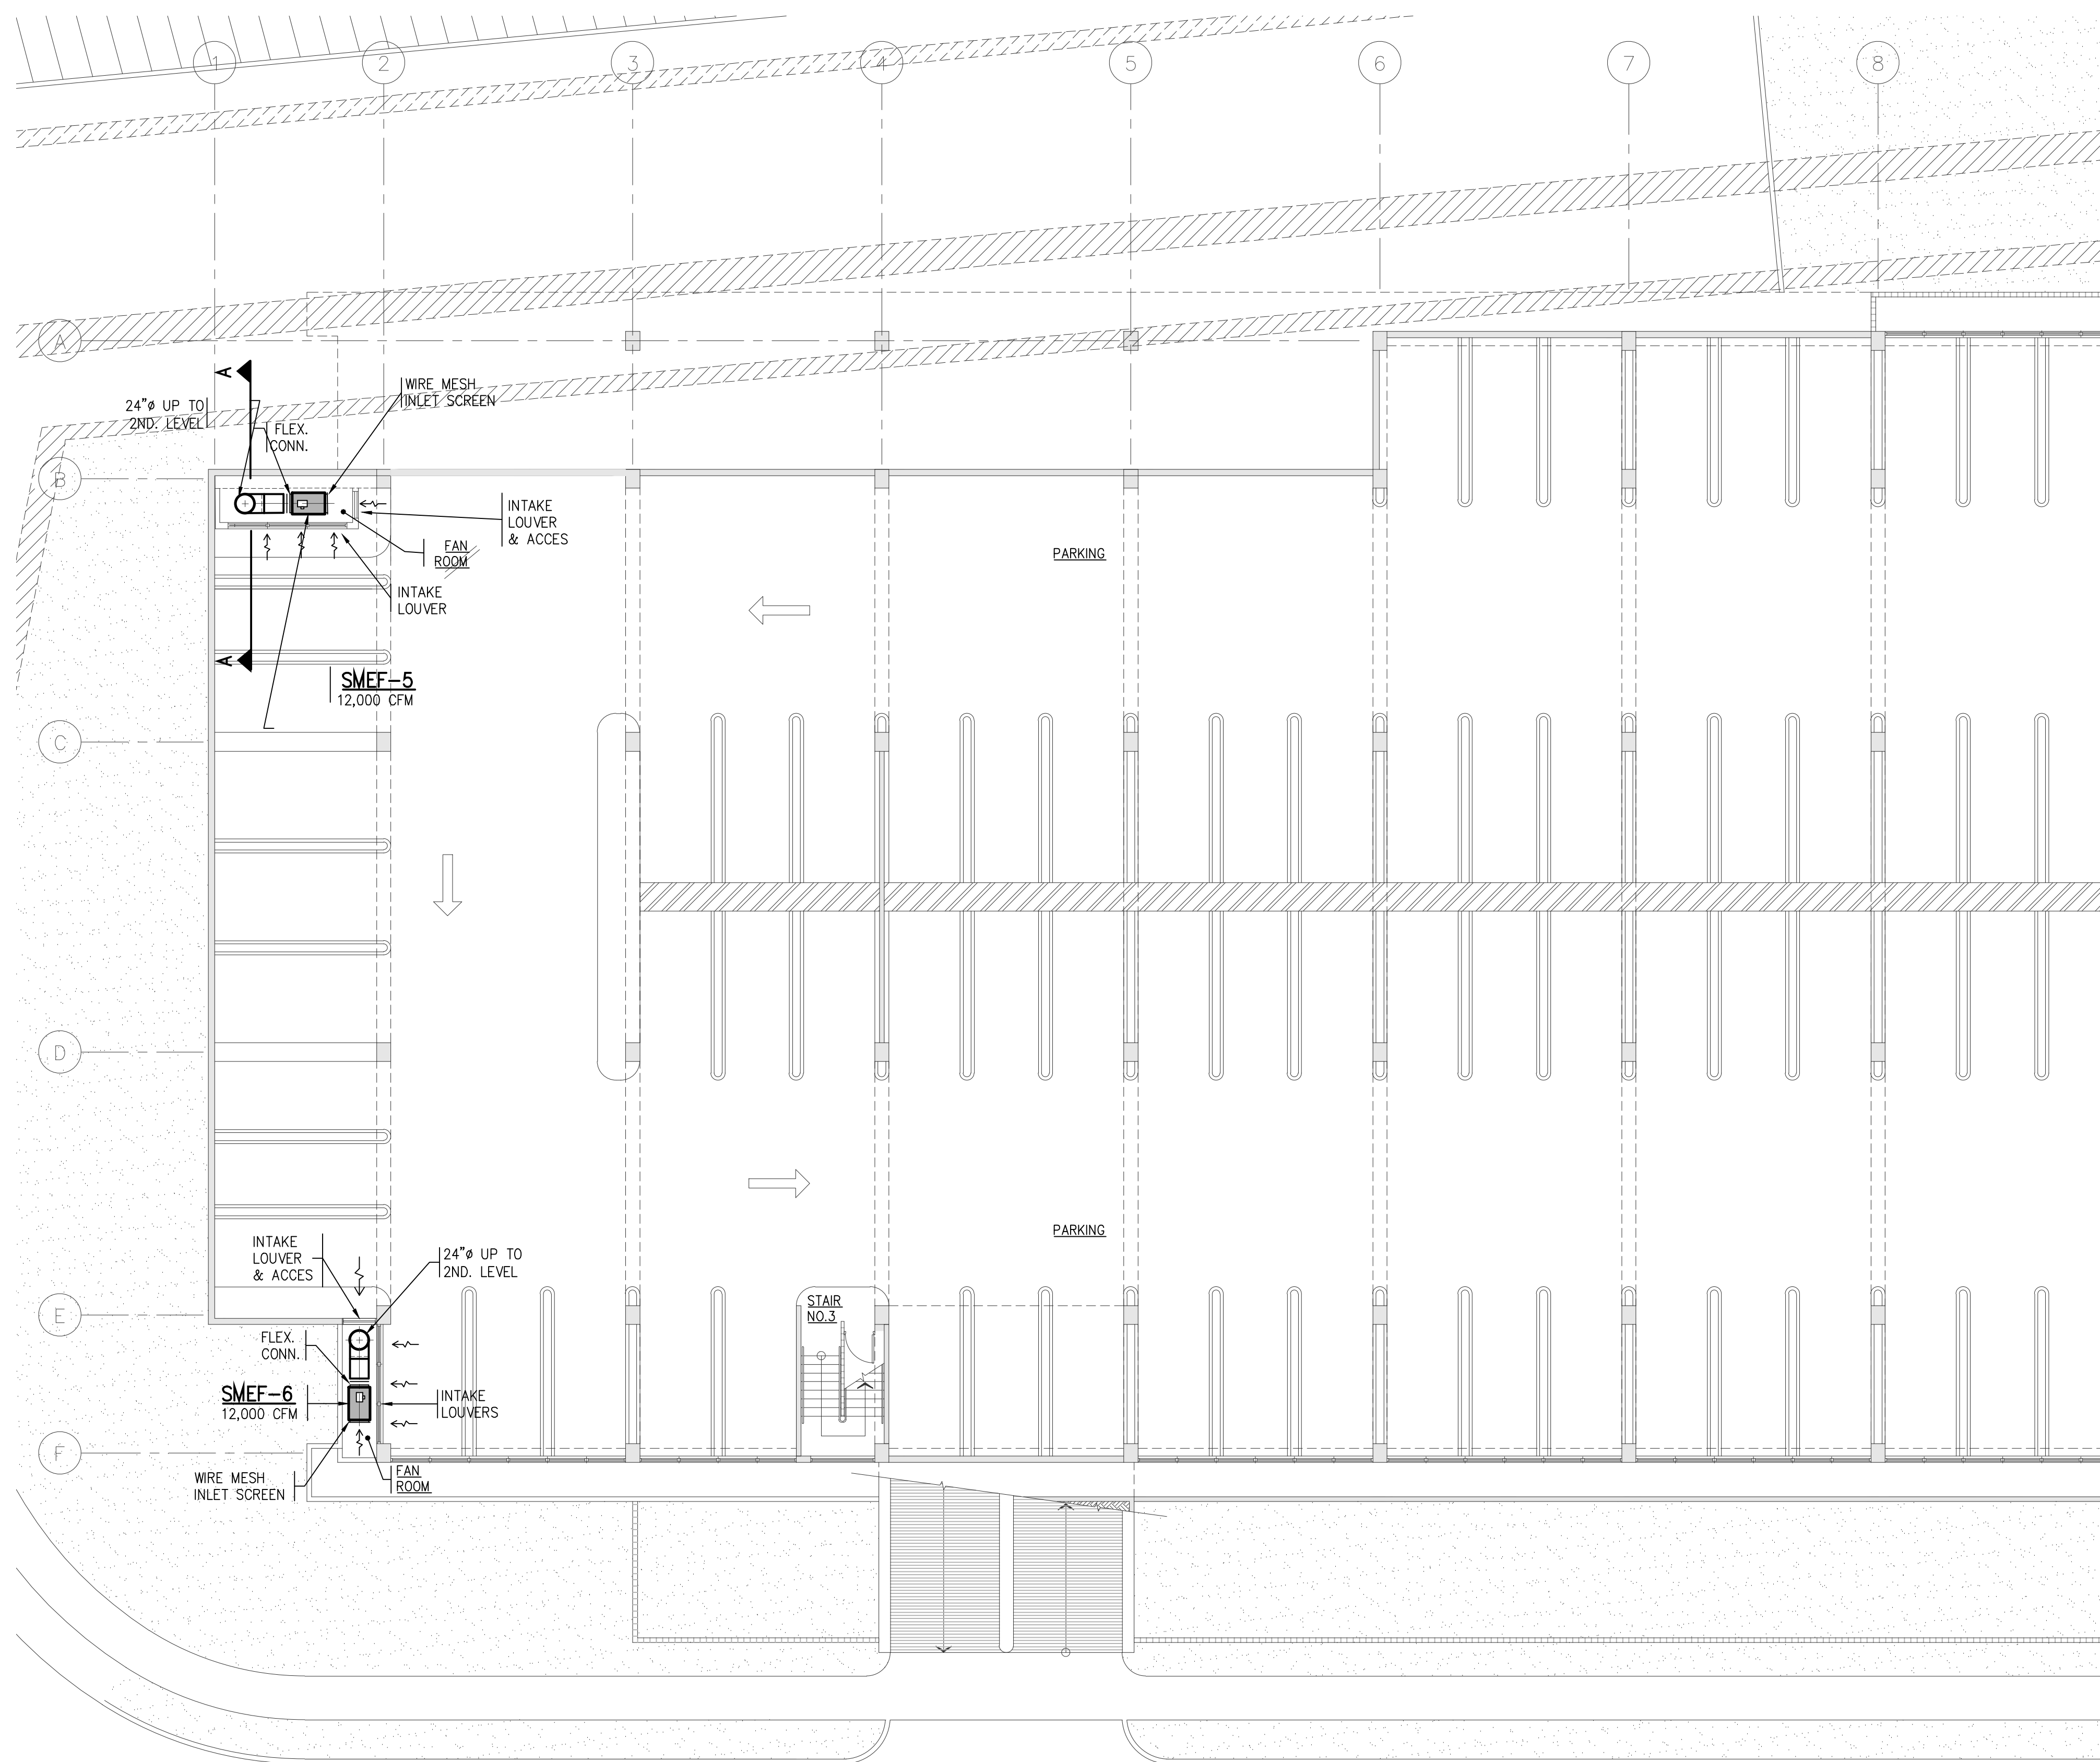 1
2
3
4
5
6
7
8
A
A
WIRE MESH
INLET SCREEN
24"ø UP TO
2ND. LEVEL
FLEX.
CONN.
B
INTAKE
LOUVER
& ACCES
FAN
ROOM
PARKING
INTAKE
LOUVER
A
SMEF-5
12,000 CFM
C
D
PARKING
INTAKE
LOUVER
& ACCES
24"ø UP TO
2ND. LEVEL
E
STAIR
NO.3
FLEX.
CONN.
SMEF-6
12,000 CFM
INTAKE
LOUVERS
F
WIRE MESH
INLET SCREEN
FAN
ROOM